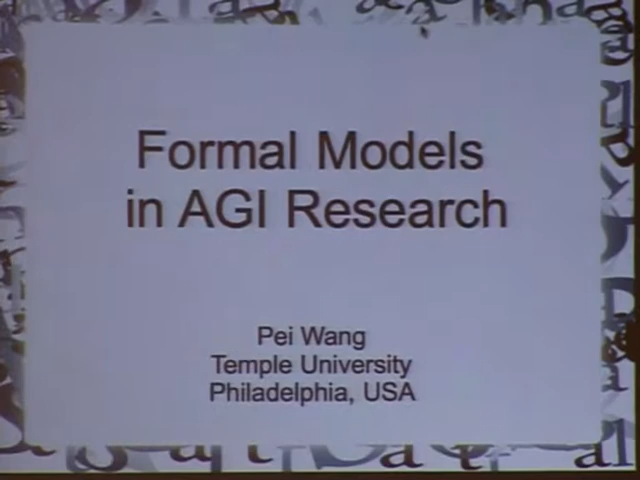 Formal Models
in AGI Research
Pei Wang
Temple University
Philadelphia, USA